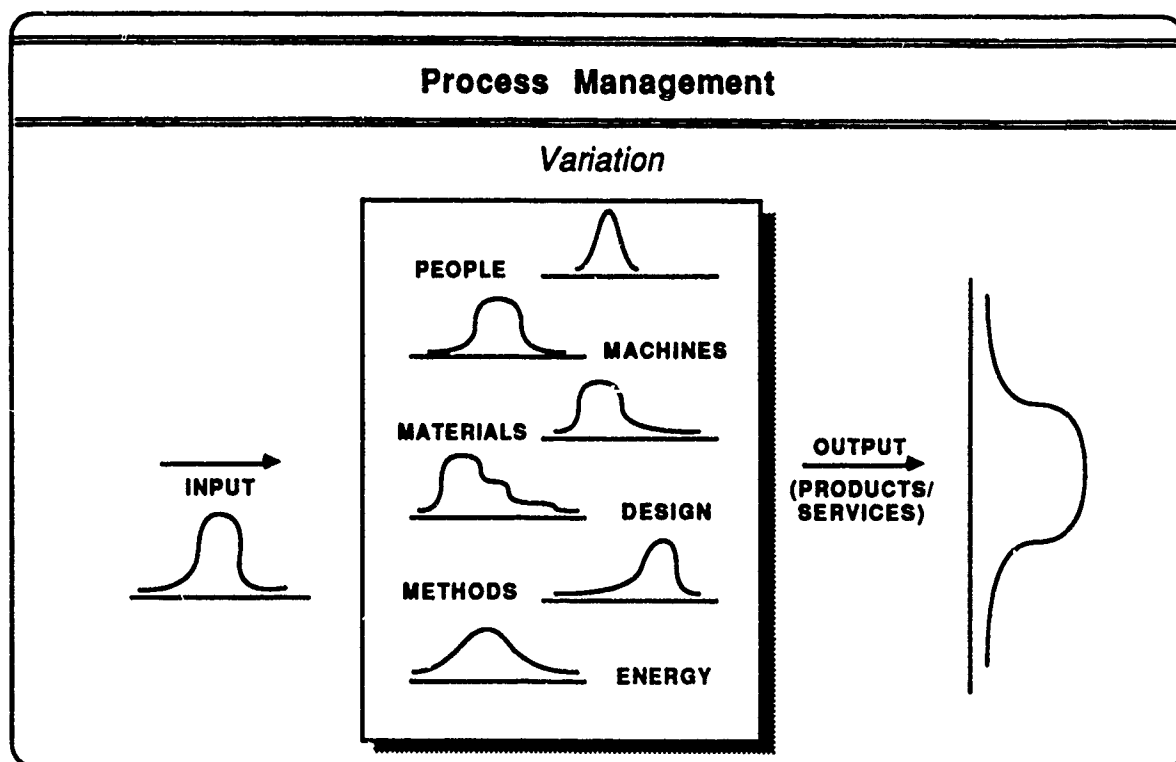 Process Management
Variation
PEOPLE
MACHINES
MATERIALS
DESIGN
METHODS
ENERGY
INPUT
OUTPUT
(PRODUCTS/
SERVICES)